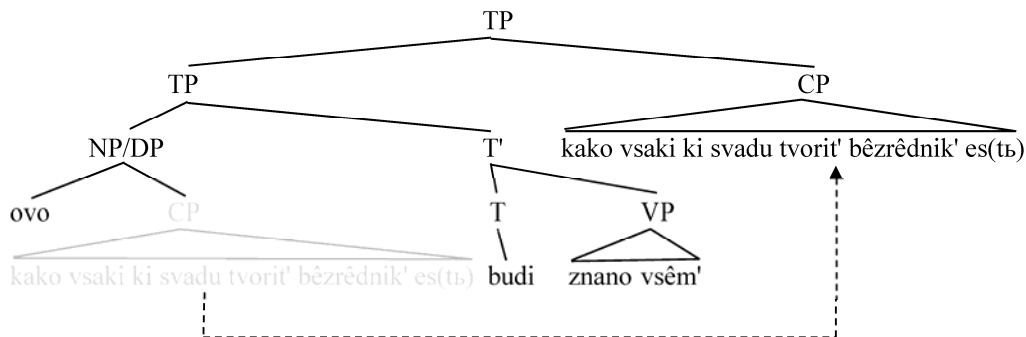 TP
TP CP
NP/DP T' kako vsaki ki svadu tvorit' bêzrêdnik' es(tь)
ovo CP T VP
kako vsaki ki svadu tvorit' bêzrêdnik' es(tь) budi znano vsêm'